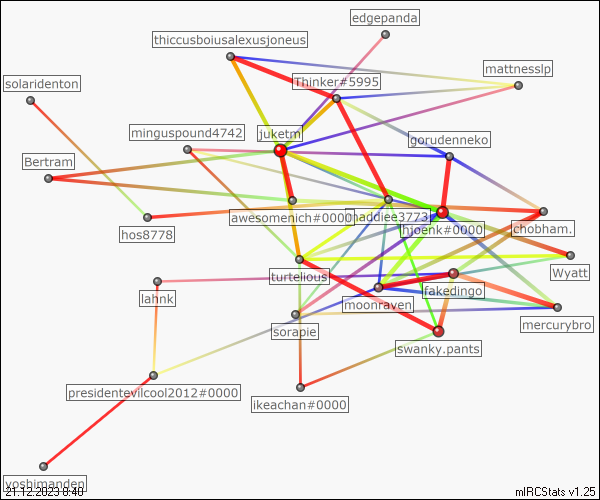 edgepanda
thiccusboiusalexusjoneus
mattnesslp
Thinker#5995
solaridenton
minguspound4742
juketm
gorudenneko
Bertram
awesomenich#0000
haddiee3773
hjoenk#0000
chobham.
hos8778
Wyatt
turtelious
fakedingo
lahnk
moonraven
mercurybro
sorapie
swanky.pants
presidentevilcool2012#0000
ikeachan#0000
yoshimanden
21.12.2023 8:40
mIRCStats v1.25